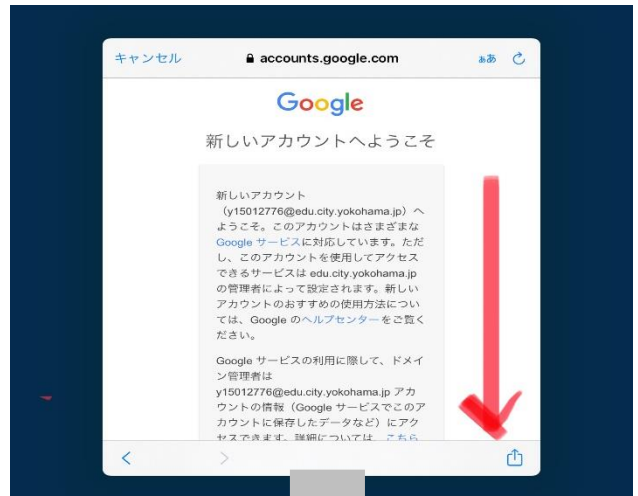 キャンセル accounts.google.com ぁあ
Google
新しいアカウントへようこそ
新しいアカウント
（y15012776@edu.city.yokohama.jp）へ
ようこそ。このアカウントはさまざまな
Google サービスに対応しています。ただ
し、このアカウントを使用してアクセス
できるサービスは edu.city.yokohama.jp
の管理者によって設定されます。新しい
アカウントのおすすめの使用方法につい
ては、Google のヘルプセンターをご覧く
ださい。
Google サービスの利用に際して、ドメイ
ン管理者は
y15012776@edu.city.yokohama.jp アカ
ウントの情報（Google サービスでこのア
カウントに保存したデータなど）にアク
セスできます。詳細については、こちら